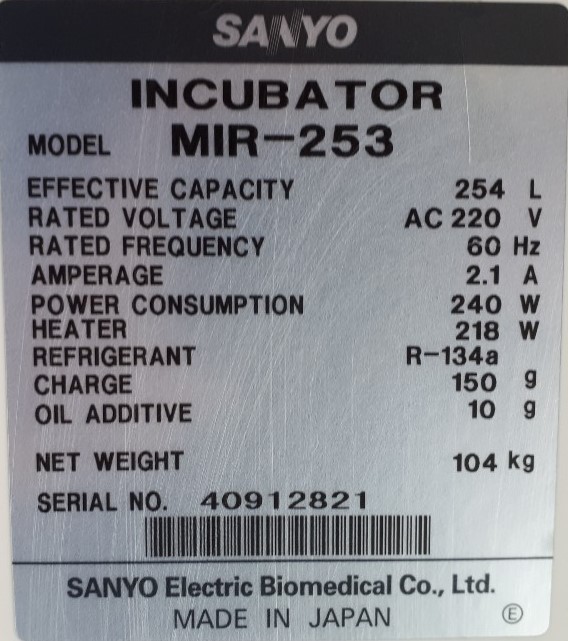 SANYO
INCUBATOR
MODEL MIR-253
EFFECTIVE CAPACITY 254 L
RATED VOLTAGE AC 220 V
RATED FREQUENCY 60 Hz
AMPERAGE 2.1 A
POWER CONSUMPTION 240 W
HEATER 218 W
REFRIGERANT R-134a
CHARGE 150 g
OIL ADDITIVE 10 g
NET WEIGHT 104 kg
SERIAL NO. 40912821
SANYO Electric Biomedical Co., Ltd.
MADE IN JAPAN Ⓔ